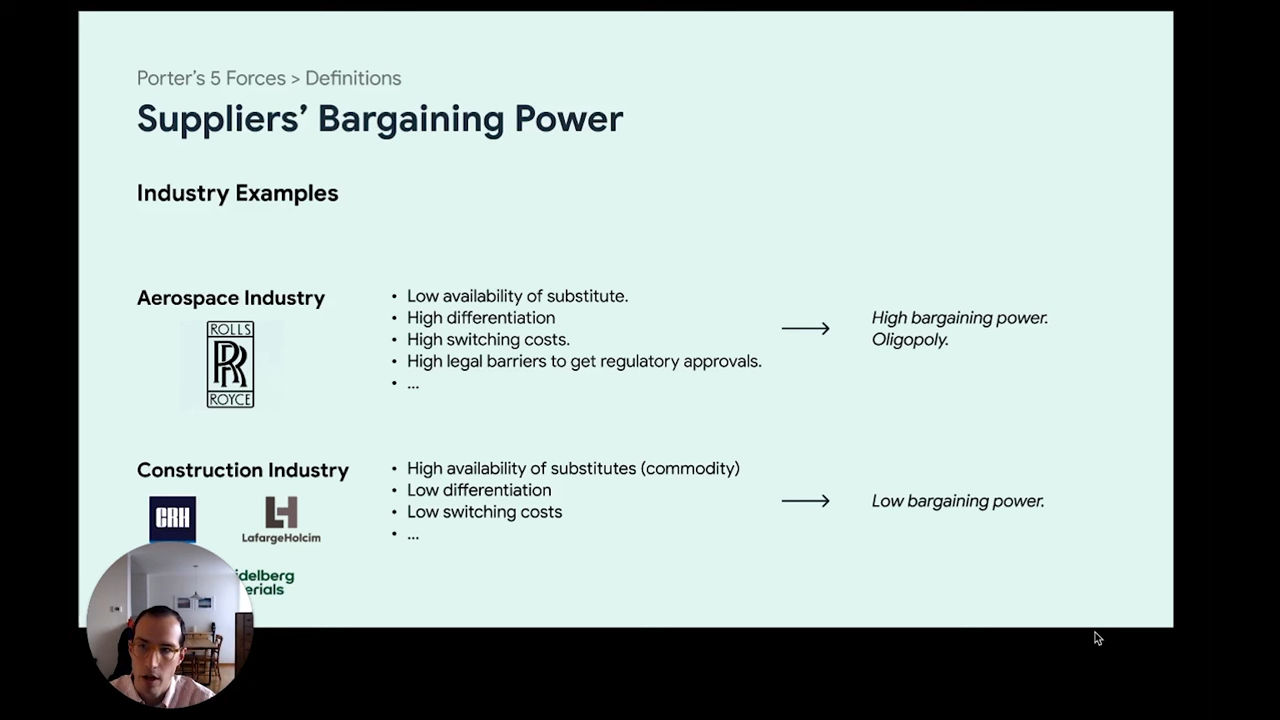 Porter's 5 Forces > Definitions
Suppliers' Bargaining Power
Industry Examples
Aerospace Industry
ROLLS
RR
ROYCE
• Low availability of substitute.
• High differentiation
• High switching costs.
• High legal barriers to get regulatory approvals.
• ...
High bargaining power.
Oligopoly.
Construction Industry
CRH
LafargeHolcim
• High availability of substitutes (commodity)
• Low differentiation
• Low switching costs
• ...
Low bargaining power.